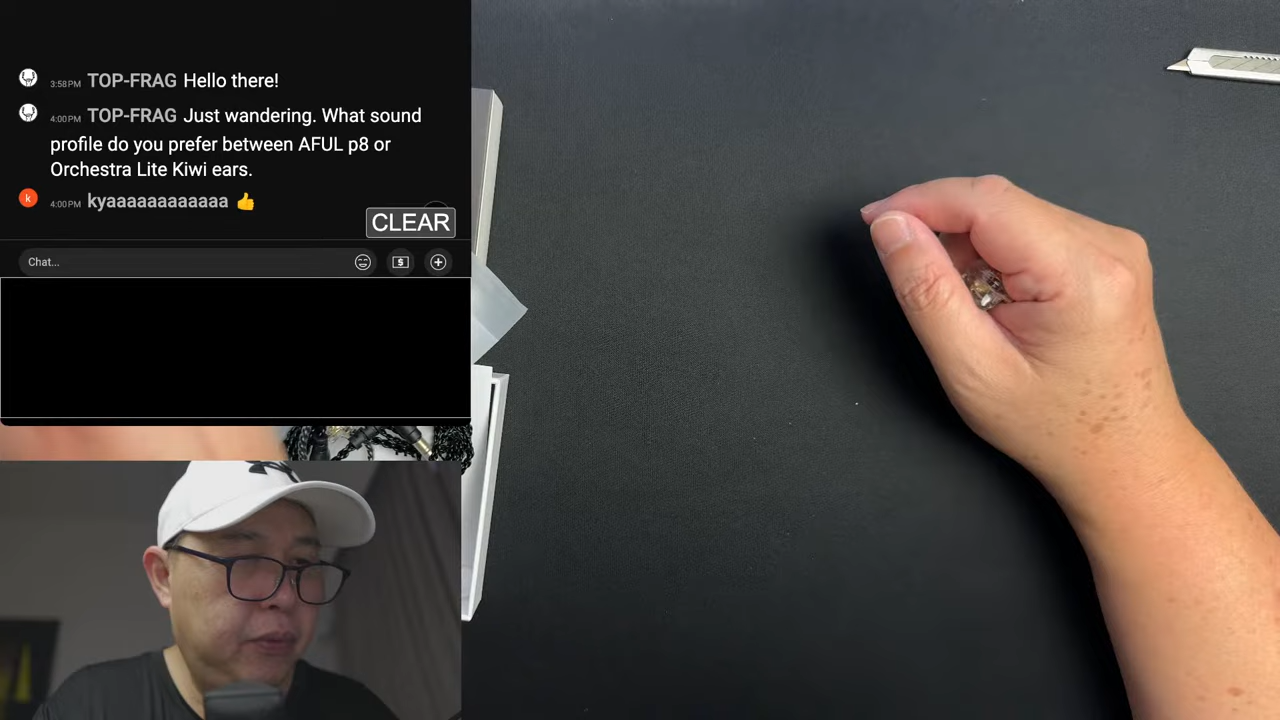 3:58PM TOP-FRAG Hello there!
4:00PM TOP-FRAG Just wandering. What sound
profile do you prefer between AFUL p8 or
Orchestra Lite Kiwi ears.
k 4:00PM kyaaaaaaaaaaaa 👍
CLEAR
Chat...